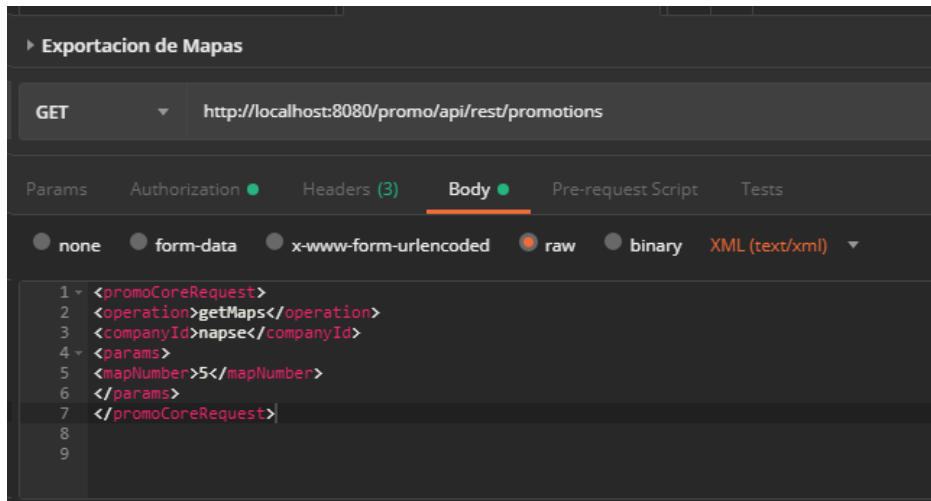 Exportacion de Mapas
GET http://localhost:8080/promo/api/rest/promotions
Params Authorization Headers (3) Body Pre-request Script Tests
none form-data x-www-form-urlencoded raw binary XML (text/xml)
1 <promoCoreRequest>
2 <operation>getMaps</operation>
3 <companyId>napse</companyId>
4 <params>
5 <mapNumber>5</mapNumber>
6 </params>
7 </promoCoreRequest>
8
9